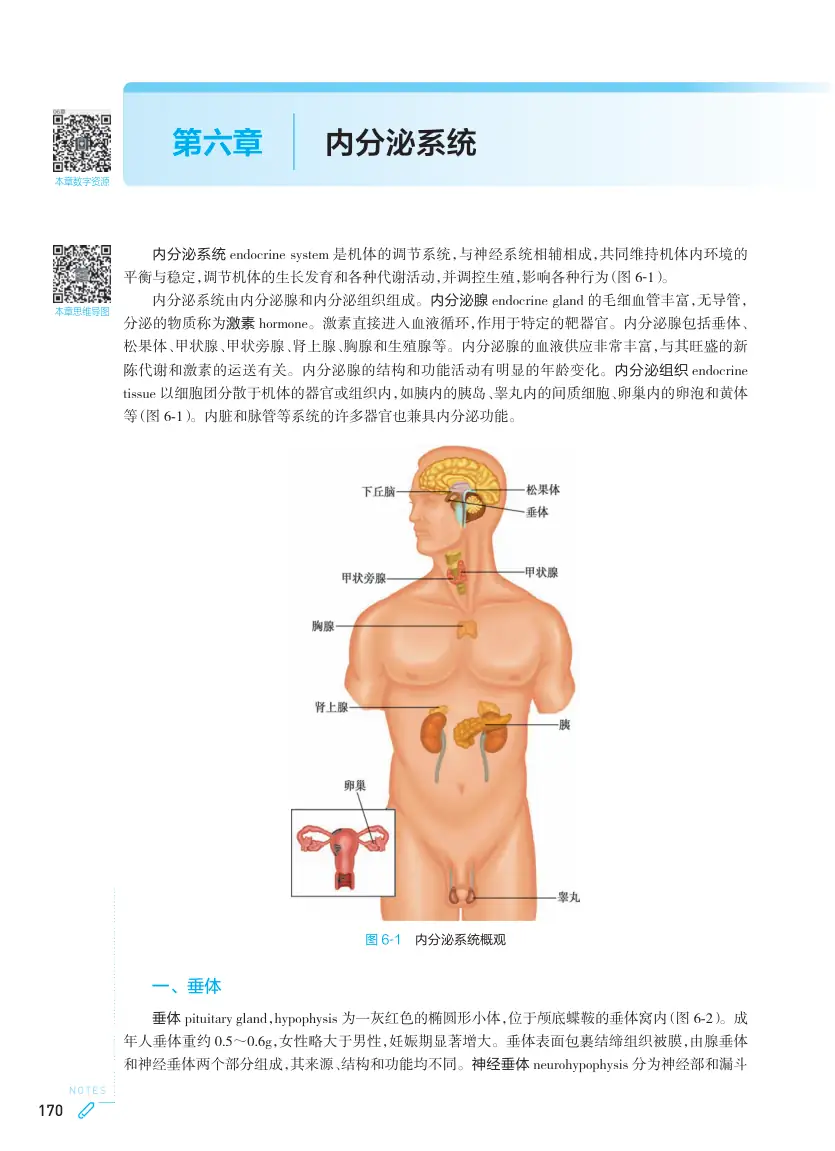 第六章 内分泌系统
本章数字资源
本章思维导图
内分泌系统 endocrine system 是机体的调节系统,与神经系统相辅相成,共同维持机体内环境的
平衡与稳定,调节机体的生长发育和各种代谢活动,并调控生殖,影响各种行为(图 6-1)。
内分泌系统由内分泌腺和内分泌组织组成。内分泌腺 endocrine gland 的毛细血管丰富,无导管,
分泌的物质称为激素 hormone。激素直接进入血液循环,作用于特定的靶器官。内分泌腺包括垂体、
松果体、甲状腺、甲状旁腺、肾上腺、胸腺和生殖腺等。内分泌腺的血液供应非常丰富,与其旺盛的新
陈代谢和激素的运送有关。内分泌腺的结构和功能活动有明显的年龄变化。内分泌组织 endocrine
tissue 以细胞团分散于机体的器官或组织内,如胰内的胰岛、睾丸内的间质细胞、卵巢内的卵泡和黄体
等(图 6-1)。内脏和脉管等系统的许多器官也兼具内分泌功能。
下丘脑
松果体
垂体
甲状旁腺
甲状腺
胸腺
肾上腺
胰
卵巢
睾丸
图 6-1 内分泌系统概观
一、垂体
垂体 pituitary gland,hypophysis 为一灰红色的椭圆形小体,位于颅底蝶鞍的垂体窝内(图 6-2)。成
年人垂体重约 0.5～0.6g,女性略大于男性,妊娠期显著增大。垂体表面包裹结缔组织被膜,由腺垂体
和神经垂体两个部分组成,其来源、结构和功能均不同。神经垂体 neurohypophysis 分为神经部和漏斗
NOTES
170